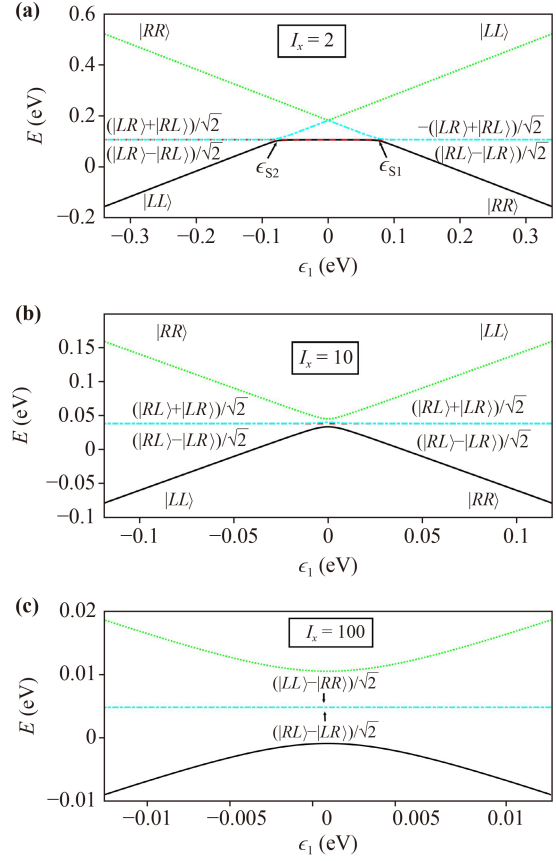 (a)
I_x = 2
|RR⟩
|LL⟩
(|LR⟩+|RL⟩)/√2
−(|LR⟩+|RL⟩)/√2
(|LR⟩−|RL⟩)/√2
(|RL⟩−|LR⟩)/√2
ϵ_S2
ϵ_S1
|LL⟩
|RR⟩
E (eV)
0.6
0.4
0.2
0
−0.2
−0.3
−0.2
−0.1
0
0.1
0.2
0.3
ϵ_1 (eV)
(b)
I_x = 10
|RR⟩
|LL⟩
(|RL⟩+|LR⟩)/√2
(|RL⟩+|LR⟩)/√2
(|RL⟩−|LR⟩)/√2
(|RL⟩−|LR⟩)/√2
|LL⟩
|RR⟩
E (eV)
0.15
0.10
0.05
0
−0.05
−0.1
−0.1
−0.05
0
0.05
0.1
ϵ_1 (eV)
(c)
I_x = 100
(|LL⟩−|RR⟩)/√2
(|RL⟩−|LR⟩)/√2
E (eV)
0.02
0.01
0
−0.01
−0.01
−0.005
0
0.005
0.01
ϵ_1 (eV)